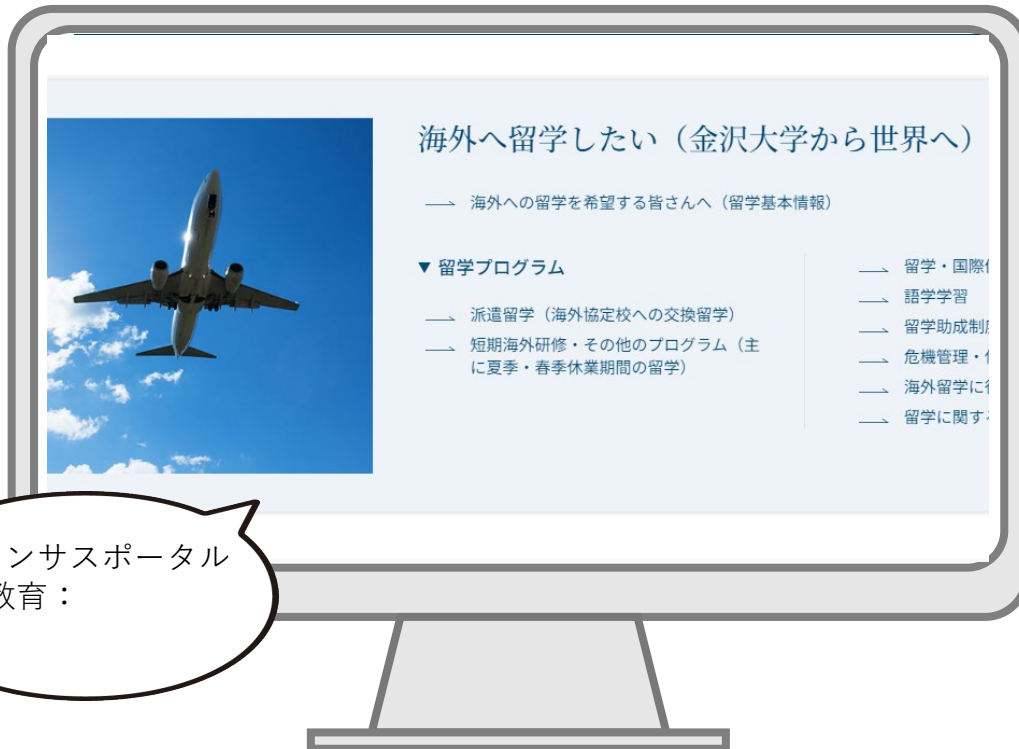 海外へ留学したい（金沢大学から世界へ）
海外への留学を希望する皆さんへ（留学基本情報）
▼ 留学プログラム
派遣留学（海外協定校への交換留学）
短期海外研修・その他のプログラム（主
に夏季・春季休業期間の留学）
留学・国際
語学学習
留学助成制
危機管理・
海外留学に
留学に関す
ンサスポータル
教育：